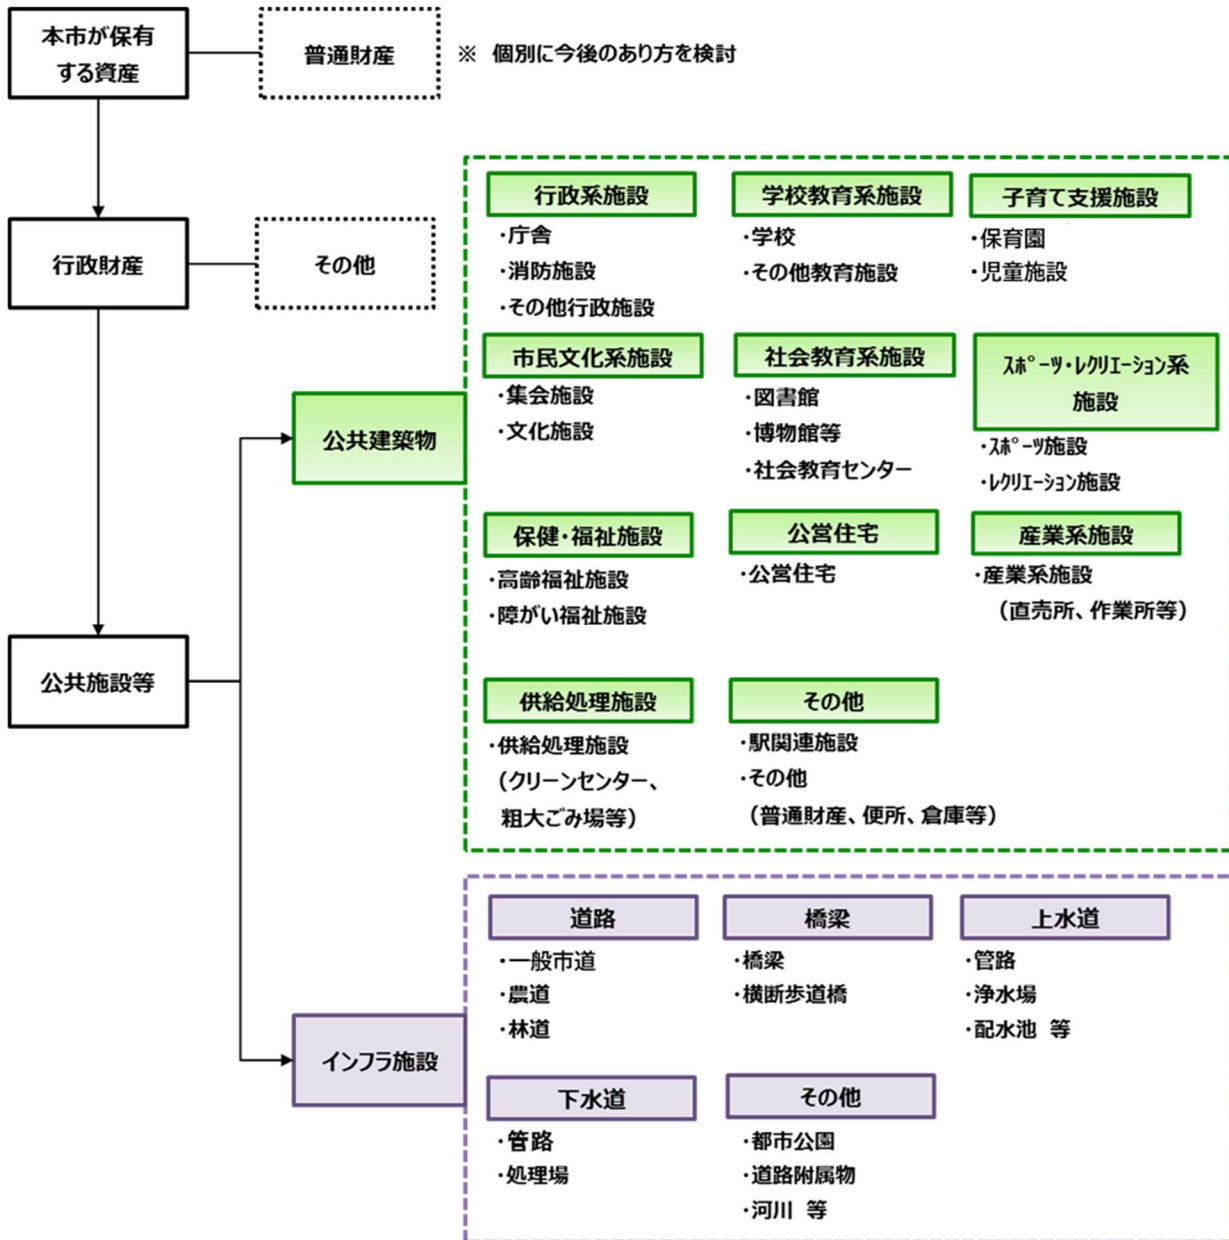 本市が保有
する資産
普通財産
※ 個別に今後のあり方を検討
行政財産
その他
公共施設等
公共建築物
行政系施設
・庁舎
・消防施設
・その他行政施設
学校教育系施設
・学校
・その他教育施設
子育て支援施設
・保育園
・児童施設
市民文化系施設
・集会施設
・文化施設
社会教育系施設
・図書館
・博物館等
・社会教育センター
ｽﾎﾟｰﾂ・ﾚｸﾘｴｰｼｮﾝ系
施設
・ｽﾎﾟｰﾂ施設
・ﾚｸﾘｴｰｼｮﾝ施設
保健・福祉施設
・高齢福祉施設
・障がい福祉施設
公営住宅
・公営住宅
産業系施設
・産業系施設
（直売所、作業所等）
供給処理施設
・供給処理施設
（クリーンセンター、
粗大ごみ場等）
その他
・駅関連施設
・その他
（普通財産、便所、倉庫等）
インフラ施設
道路
・一般市道
・農道
・林道
橋梁
・橋梁
・横断歩道橋
上水道
・管路
・浄水場
・配水池 等
下水道
・管路
・処理場
その他
・都市公園
・道路附属物
・河川 等